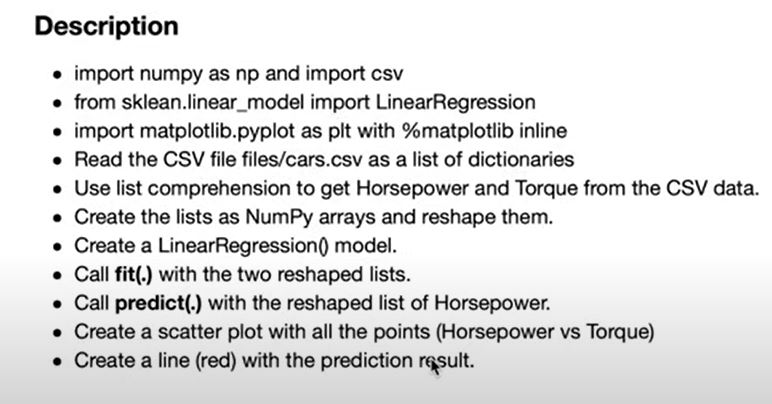 Description
• import numpy as np and import csv
• from sklean.linear_model import LinearRegression
• import matplotlib.pyplot as plt with %matplotlib inline
• Read the CSV file files/cars.csv as a list of dictionaries
• Use list comprehension to get Horsepower and Torque from the CSV data.
• Create the lists as NumPy arrays and reshape them.
• Create a LinearRegression() model.
• Call fit(.) with the two reshaped lists.
• Call predict(.) with the reshaped list of Horsepower.
• Create a scatter plot with all the points (Horsepower vs Torque)
• Create a line (red) with the prediction result.